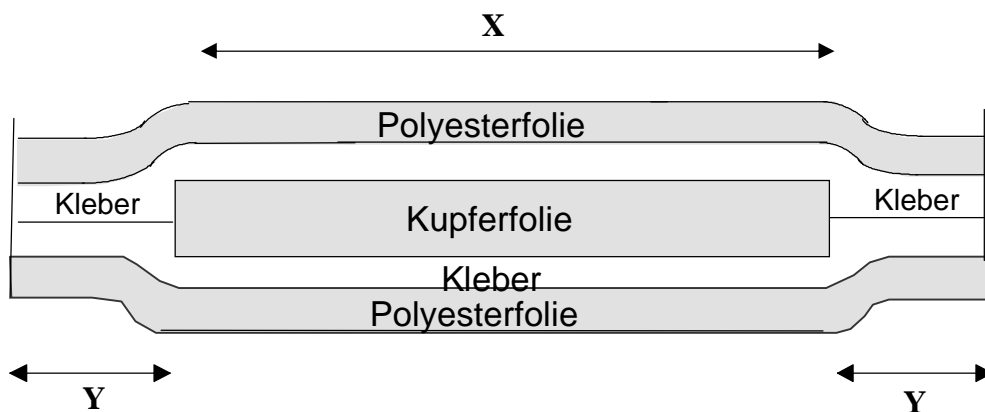 X
Polyesterfolie
Kleber
Kleber
Kupferfolie
Kleber
Polyesterfolie
Y
Y